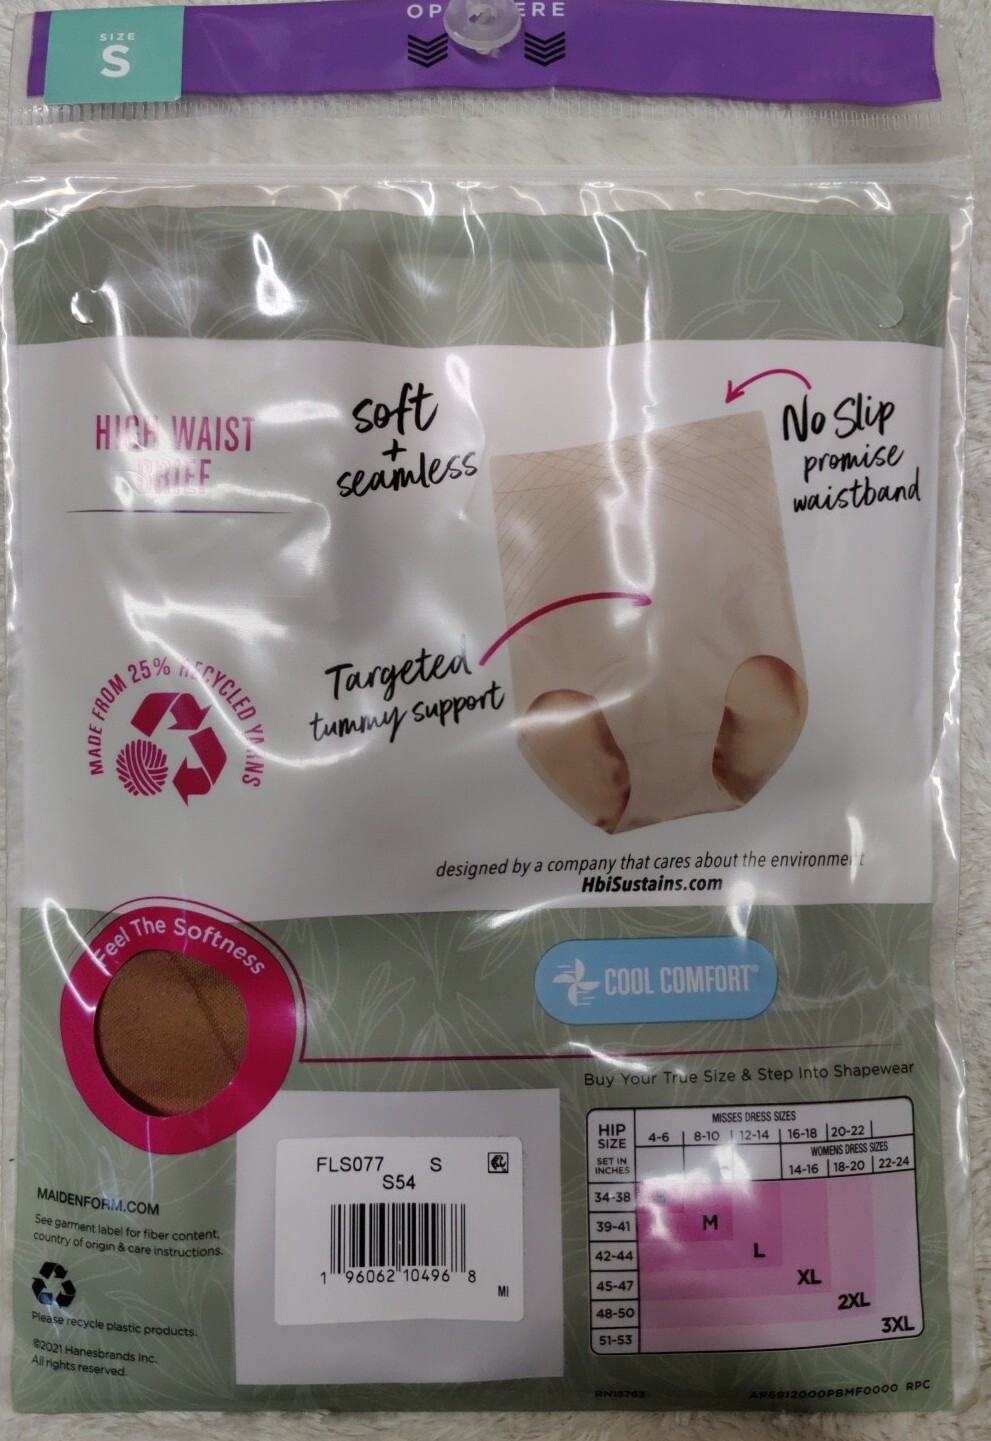 SIZE
S
OP ERE
HIGH WAIST
BRIEF
soft
+
seamless
No Slip
promise
waistband
Targeted
tummy support
MADE FROM 25% RECYCLED YARNS
designed by a company that cares about the environment
HbiSustains.com
Feel The Softness
COOL COMFORT®
Buy Your True Size & Step Into Shapewear
HIP
SIZE
SET IN
INCHES
MISSES DRESS SIZES
4-6 8-10 12-14 16-18 20-22
WOMENS DRESS SIZES
14-16 18-20 22-24
34-38 S
39-41 M
42-44 L
45-47 XL
48-50 2XL
51-53 3XL
FLS077 S
S54
1 96062 10496 8
MI
MAIDENFORM.COM
See garment label for fiber content,
country of origin & care instructions.
Please recycle plastic products.
©2021 Hanesbrands Inc.
All rights reserved.
RN15763 AP6912000PBMF0000 RPC